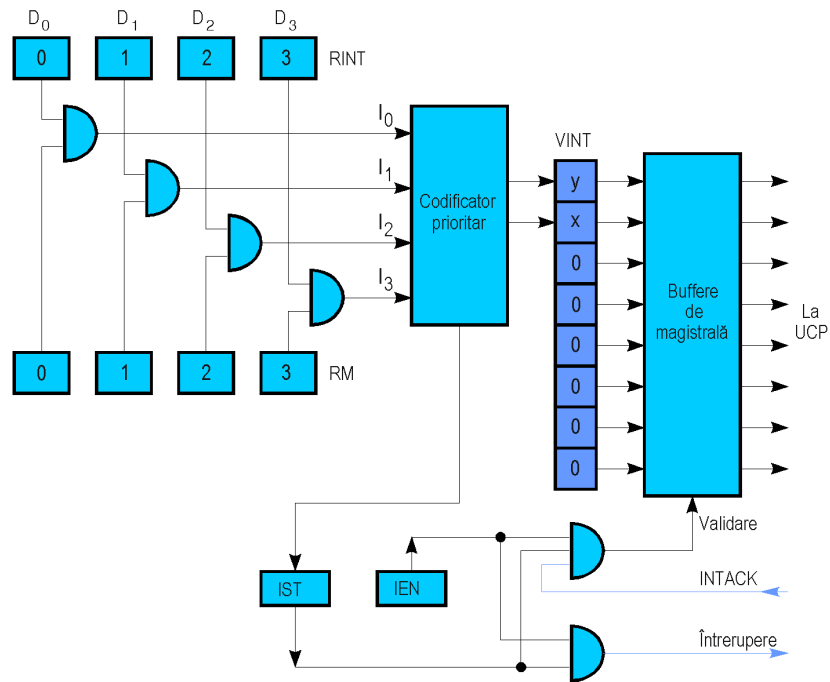 D0 D1 D2 D3
0 1 2 3 RINT
I0
I1
I2
I3
Codificator
prioritar
VINT
y
x
0
0
0
0
0
0
Buffere
de
magistrală
La
UCP
0 1 2 3 RM
Validare
IST
IEN
INTACK
Întrerupere